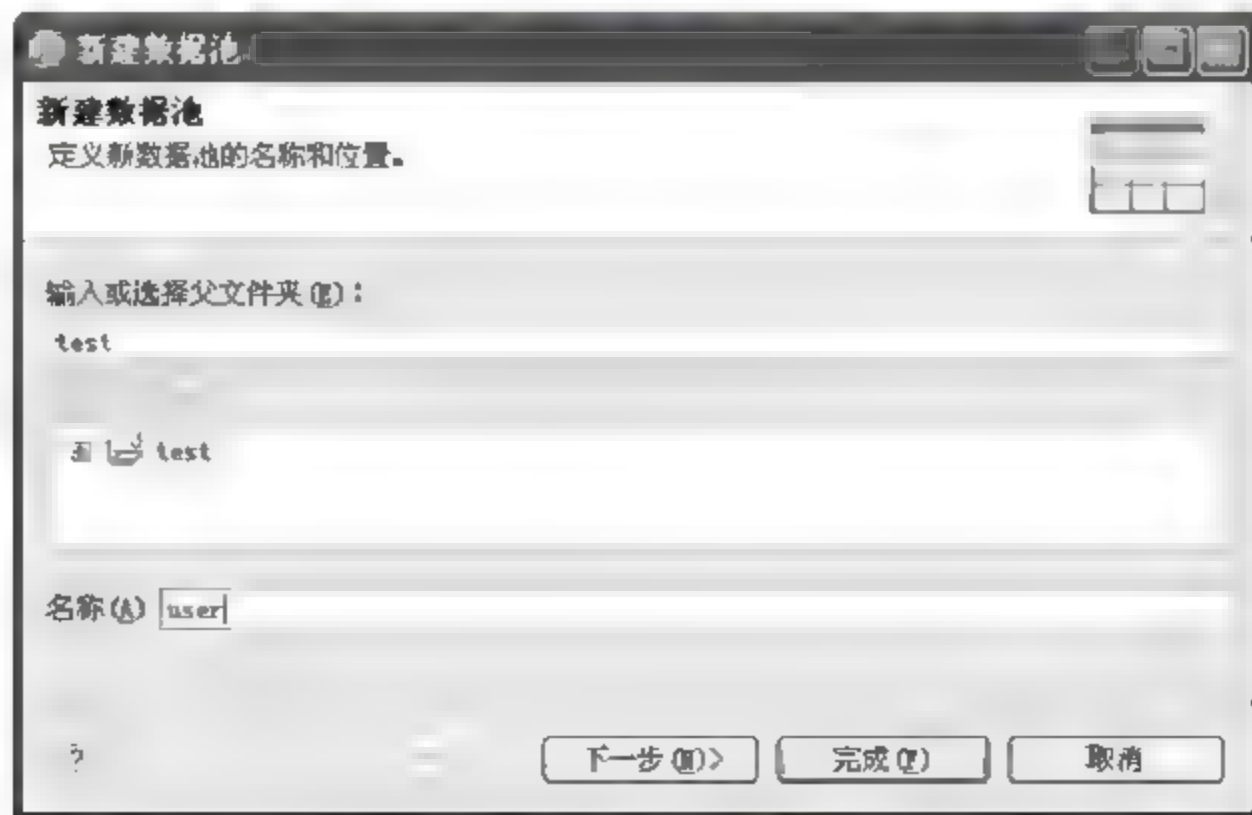 新建数据池
新建数据池
定义新数据池的名称和位置。
输入或选择父文件夹(E)：
test
test
名称(A) user
?
下一步(N)> 完成(F) 取消